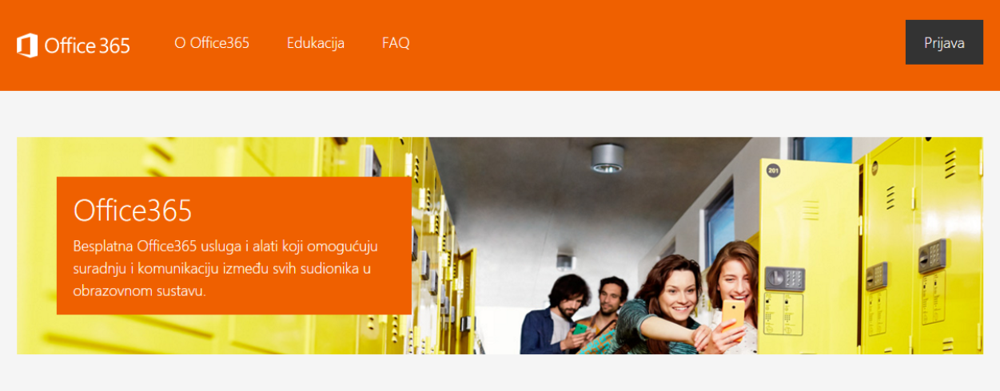 Office 365
O Office365
Edukacija
FAQ
Prijava
Office365
Besplatna Office365 usluga i alati koji omogućuju
suradnju i komunikaciju između svih sudionika u
obrazovnom sustavu.
201